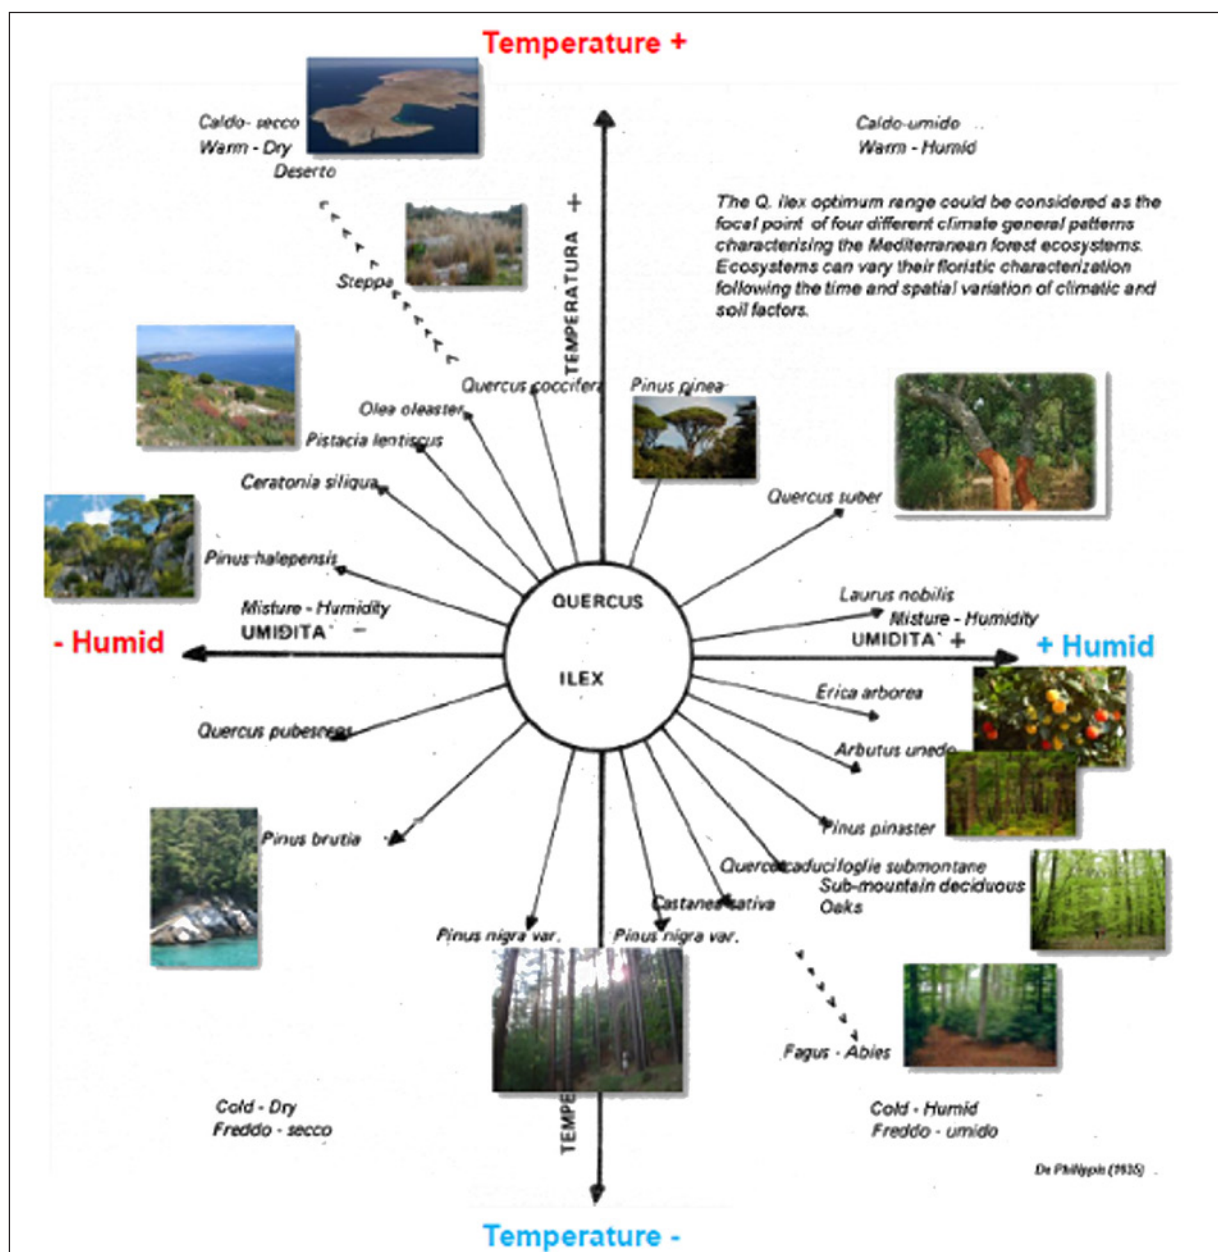 Temperature +
Caldo- secco
Warm - Dry
Deserto
Caldo-umido
Warm - Humid
The Q. ilex optimum range could be considered as the
focal point of four different climate general patterns
characterising the Mediterranean forest ecosystems.
Ecosystems can vary their floristic characterization
following the time and spatial variation of climatic and
soil factors.
Steppa
TEMPERATURA +
Quercus coccifera
Pinus pinea
Olea oleaster
Pistacia lentiscus
Ceratonia siliqua
Quercus suber
Pinus halepensis
QUERCUS
ILEX
Laurus nobilis
Misture - Humidity
UMIDITA' -
- Humid
Misture - Humidity
UMIDITA' +
+ Humid
Erica arborea
Quercus pubescens
Arbutus unedo
Pinus brutia
Pinus pinaster
Quercocaducifoglie submontane
Sub-mountain deciduous
Oaks
Castanea sativa
Pinus nigra var.
Pinus nigra var.
Fagus - Abies
TEMPE
Cold - Dry
Freddo - secco
Cold - Humid
Freddo - umido
De Philippis (1935)
Temperature -